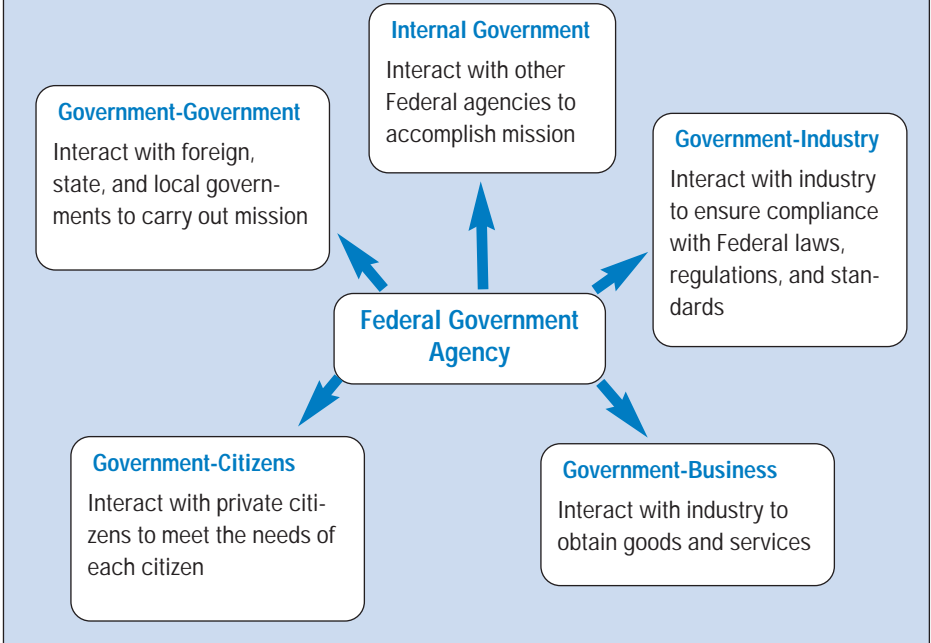 Internal Government
Interact with other
Federal agencies to
accomplish mission
Government-Government
Interact with foreign,
state, and local govern-
ments to carry out mission
Government-Industry
Interact with industry
to ensure compliance
with Federal laws,
regulations, and stan-
dards
Federal Government
Agency
Government-Citizens
Interact with private citi-
zens to meet the needs of
each citizen
Government-Business
Interact with industry to
obtain goods and services